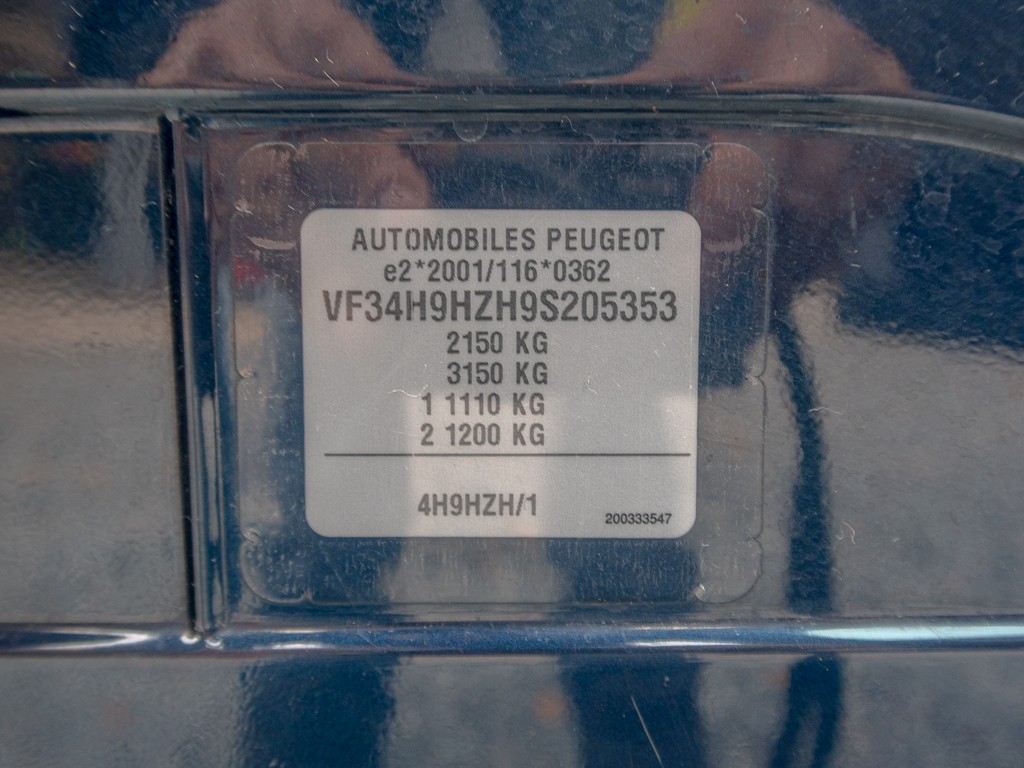 AUTOMOBILES PEUGEOT
e2*2001/116*0362
VF34H9HZH9S205353
2150 KG
3150 KG
1 1110 KG
2 1200 KG
4H9HZH/1
200333547